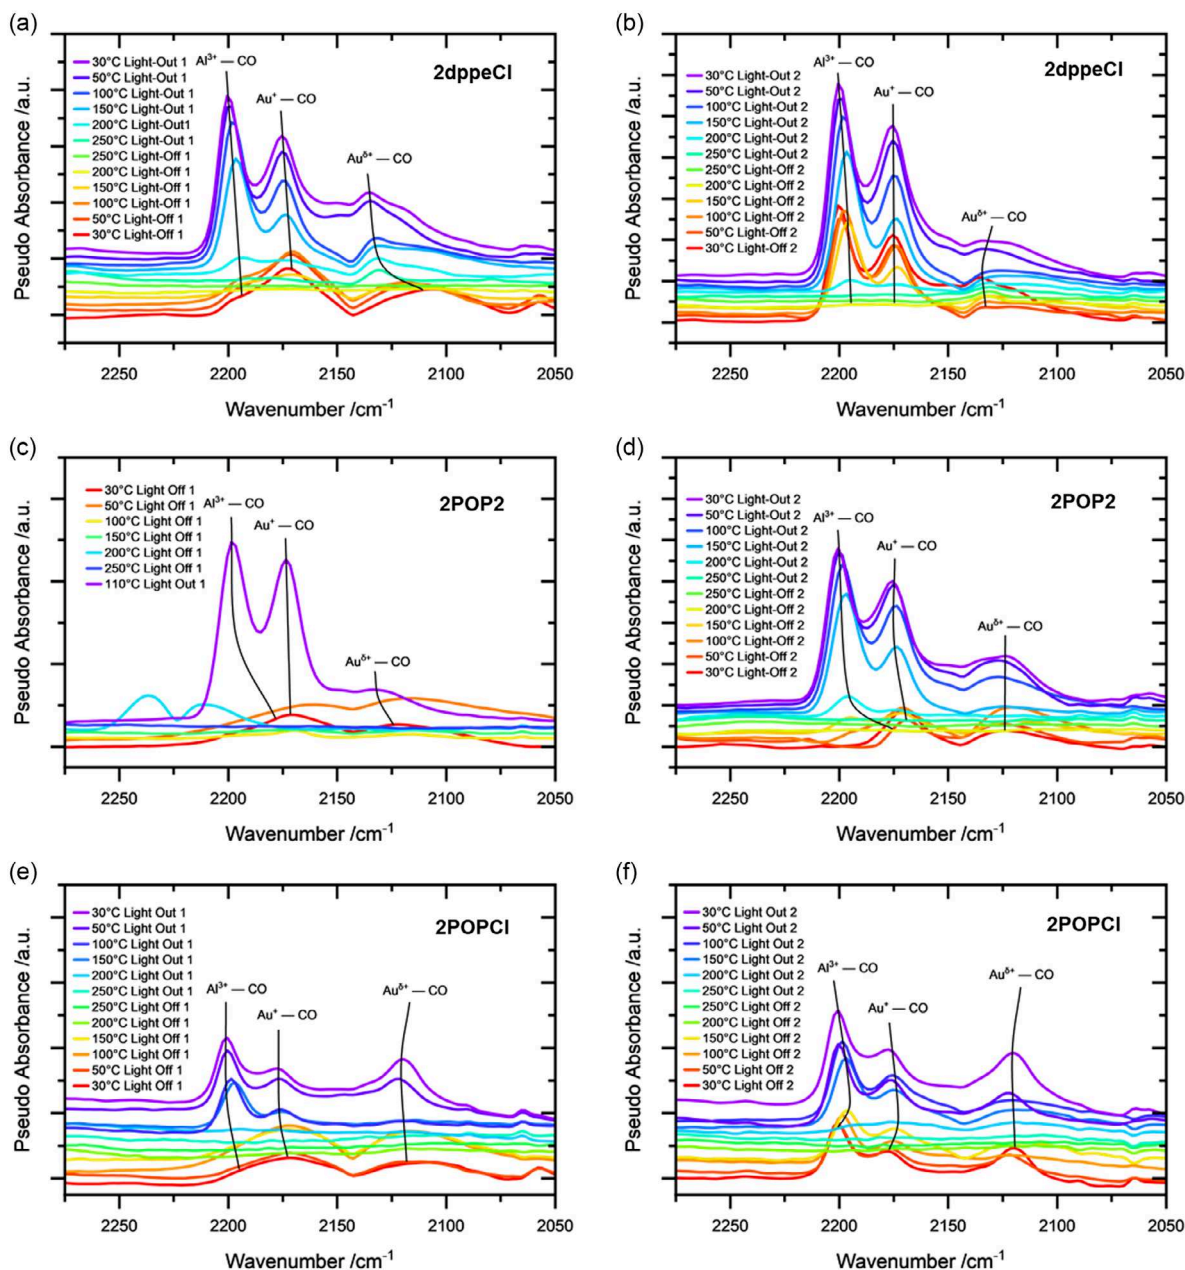 (a)
Pseudo Absorbance /a.u.
30°C Light-Out 1
50°C Light-Out 1
100°C Light-Out 1
150°C Light-Out 1
200°C Light-Out1
250°C Light-Out 1
250°C Light-Off 1
200°C Light-Off 1
150°C Light-Off 1
100°C Light-Off 1
50°C Light-Off 1
30°C Light-Off 1
Al³⁺ — CO
Au⁺ — CO
Auᵟ⁺ — CO
2dppeCl
2250 2200 2150 2100 2050
Wavenumber /cm⁻¹
(b)
Pseudo Absorbance /a.u.
30°C Light-Out 2
50°C Light-Out 2
100°C Light-Out 2
150°C Light-Out 2
200°C Light-Out 2
250°C Light-Out 2
250°C Light-Off 2
200°C Light-Off 2
150°C Light-Off 2
100°C Light-Off 2
50°C Light-Off 2
30°C Light-Off 2
Al³⁺ — CO
Au⁺ — CO
Auᵟ⁺ — CO
2dppeCl
2250 2200 2150 2100 2050
Wavenumber /cm⁻¹
(c)
Pseudo Absorbance /a.u.
30°C Light Off 1
50°C Light Off 1
100°C Light Off 1
150°C Light Off 1
200°C Light Off 1
250°C Light Off 1
110°C Light Out 1
Al³⁺ — CO
Au⁺ — CO
Auᵟ⁺ — CO
2POP2
2250 2200 2150 2100 2050
Wavenumber /cm⁻¹
(d)
Pseudo Absorbance /a.u.
30°C Light-Out 2
50°C Light-Out 2
100°C Light-Out 2
150°C Light-Out 2
200°C Light-Out 2
250°C Light-Out 2
250°C Light-Off 2
200°C Light-Off 2
150°C Light-Off 2
100°C Light-Off 2
50°C Light-Off 2
30°C Light-Off 2
Al³⁺ — CO
Au⁺ — CO
Auᵟ⁺ — CO
2POP2
2250 2200 2150 2100 2050
Wavenumber /cm⁻¹
(e)
Pseudo Absorbance /a.u.
30°C Light Out 1
50°C Light Out 1
100°C Light Out 1
150°C Light Out 1
200°C Light Out 1
250°C Light Out 1
250°C Light Off 1
200°C Light Off 1
150°C Light Off 1
100°C Light Off 1
50°C Light Off 1
30°C Light Off 1
Al³⁺ — CO
Au⁺ — CO
Auᵟ⁺ — CO
2POPCl
2250 2200 2150 2100 2050
Wavenumber /cm⁻¹
(f)
Pseudo Absorbance /a.u.
30°C Light Out 2
50°C Light Out 2
100°C Light Out 2
150°C Light Out 2
200°C Light Out 2
250°C Light Out 2
250°C Light Off 2
200°C Light Off 2
150°C Light Off 2
100°C Light Off 2
50°C Light Off 2
30°C Light Off 2
Al³⁺ — CO
Au⁺ — CO
Auᵟ⁺ — CO
2POPCl
2250 2200 2150 2100 2050
Wavenumber /cm⁻¹